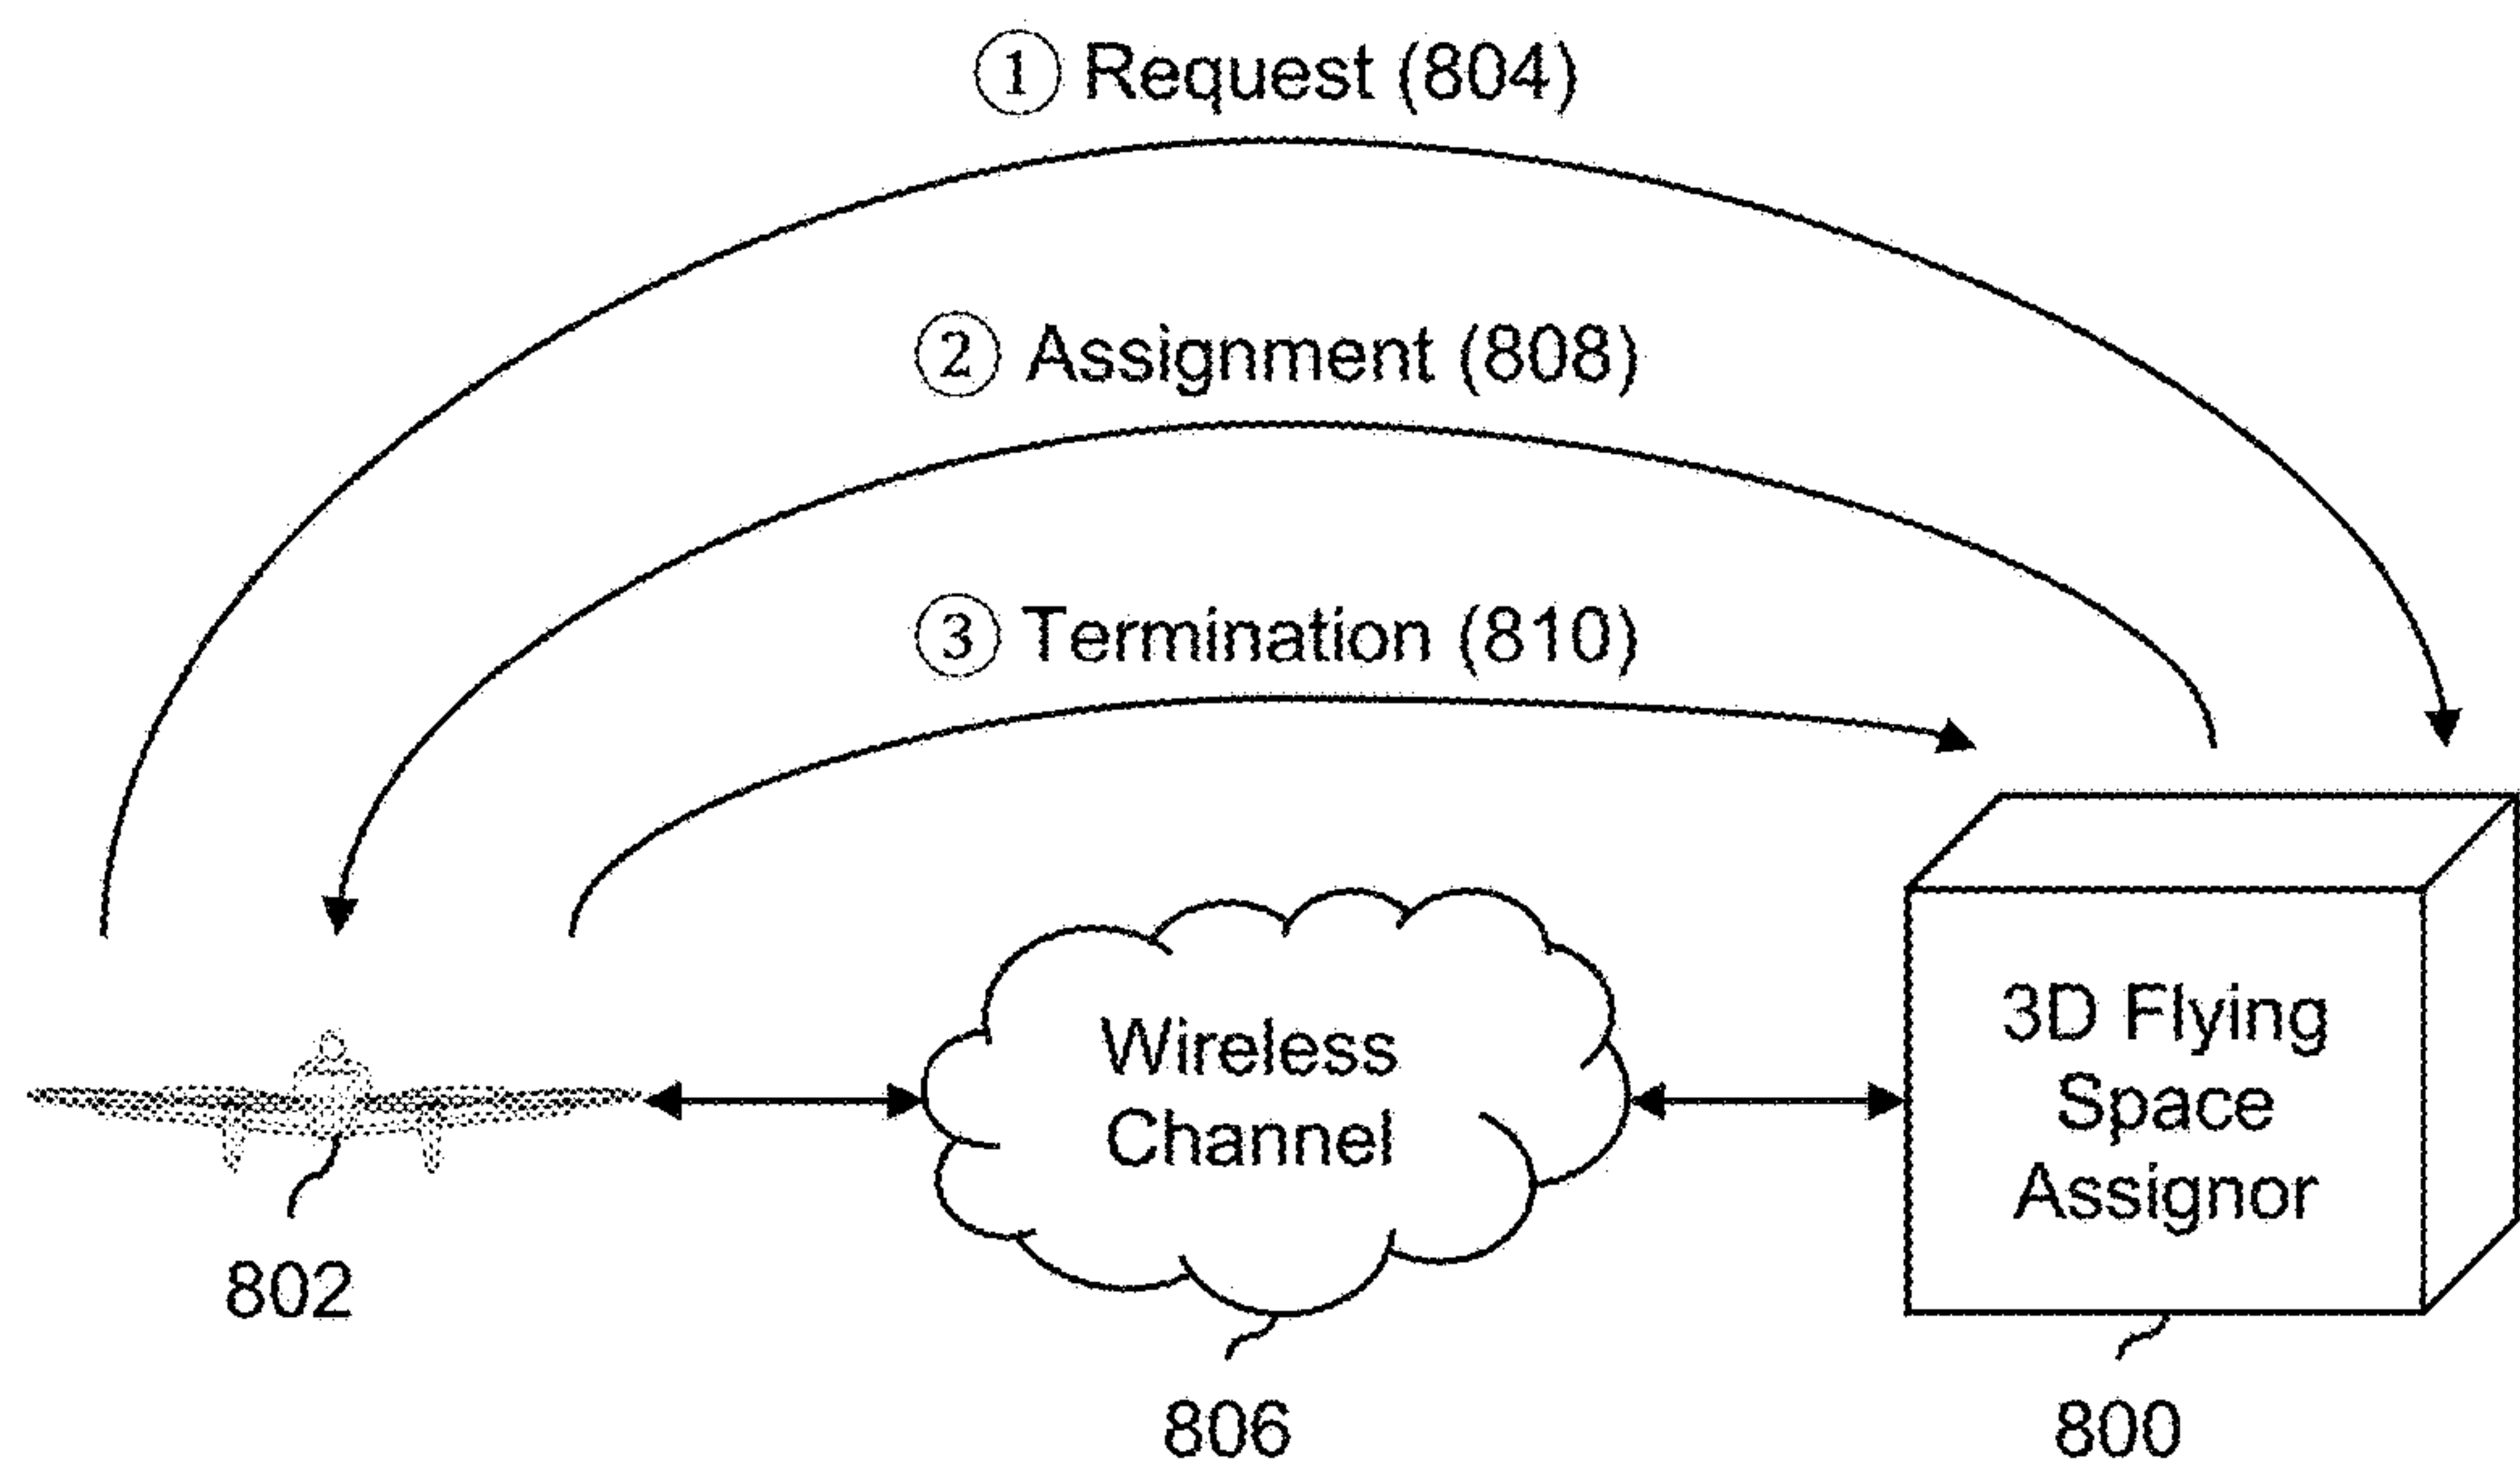 ① Request (804)
② Assignment (808)
③ Termination (810)
Wireless
Channel
3D Flying
Space
Assignor
802
806
800